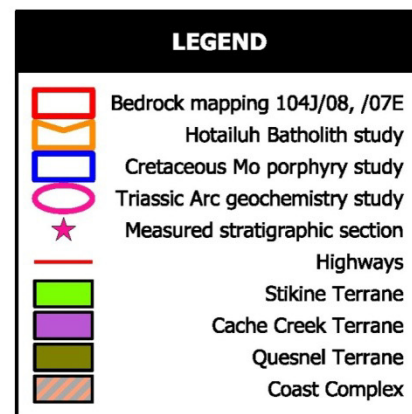 LEGEND
Bedrock mapping 104J/08, /07E
Hotailuh Batholith study
Cretaceous Mo porphyry study
Triassic Arc geochemistry study
Measured stratigraphic section
Highways
Stikine Terrane
Cache Creek Terrane
Quesnel Terrane
Coast Complex